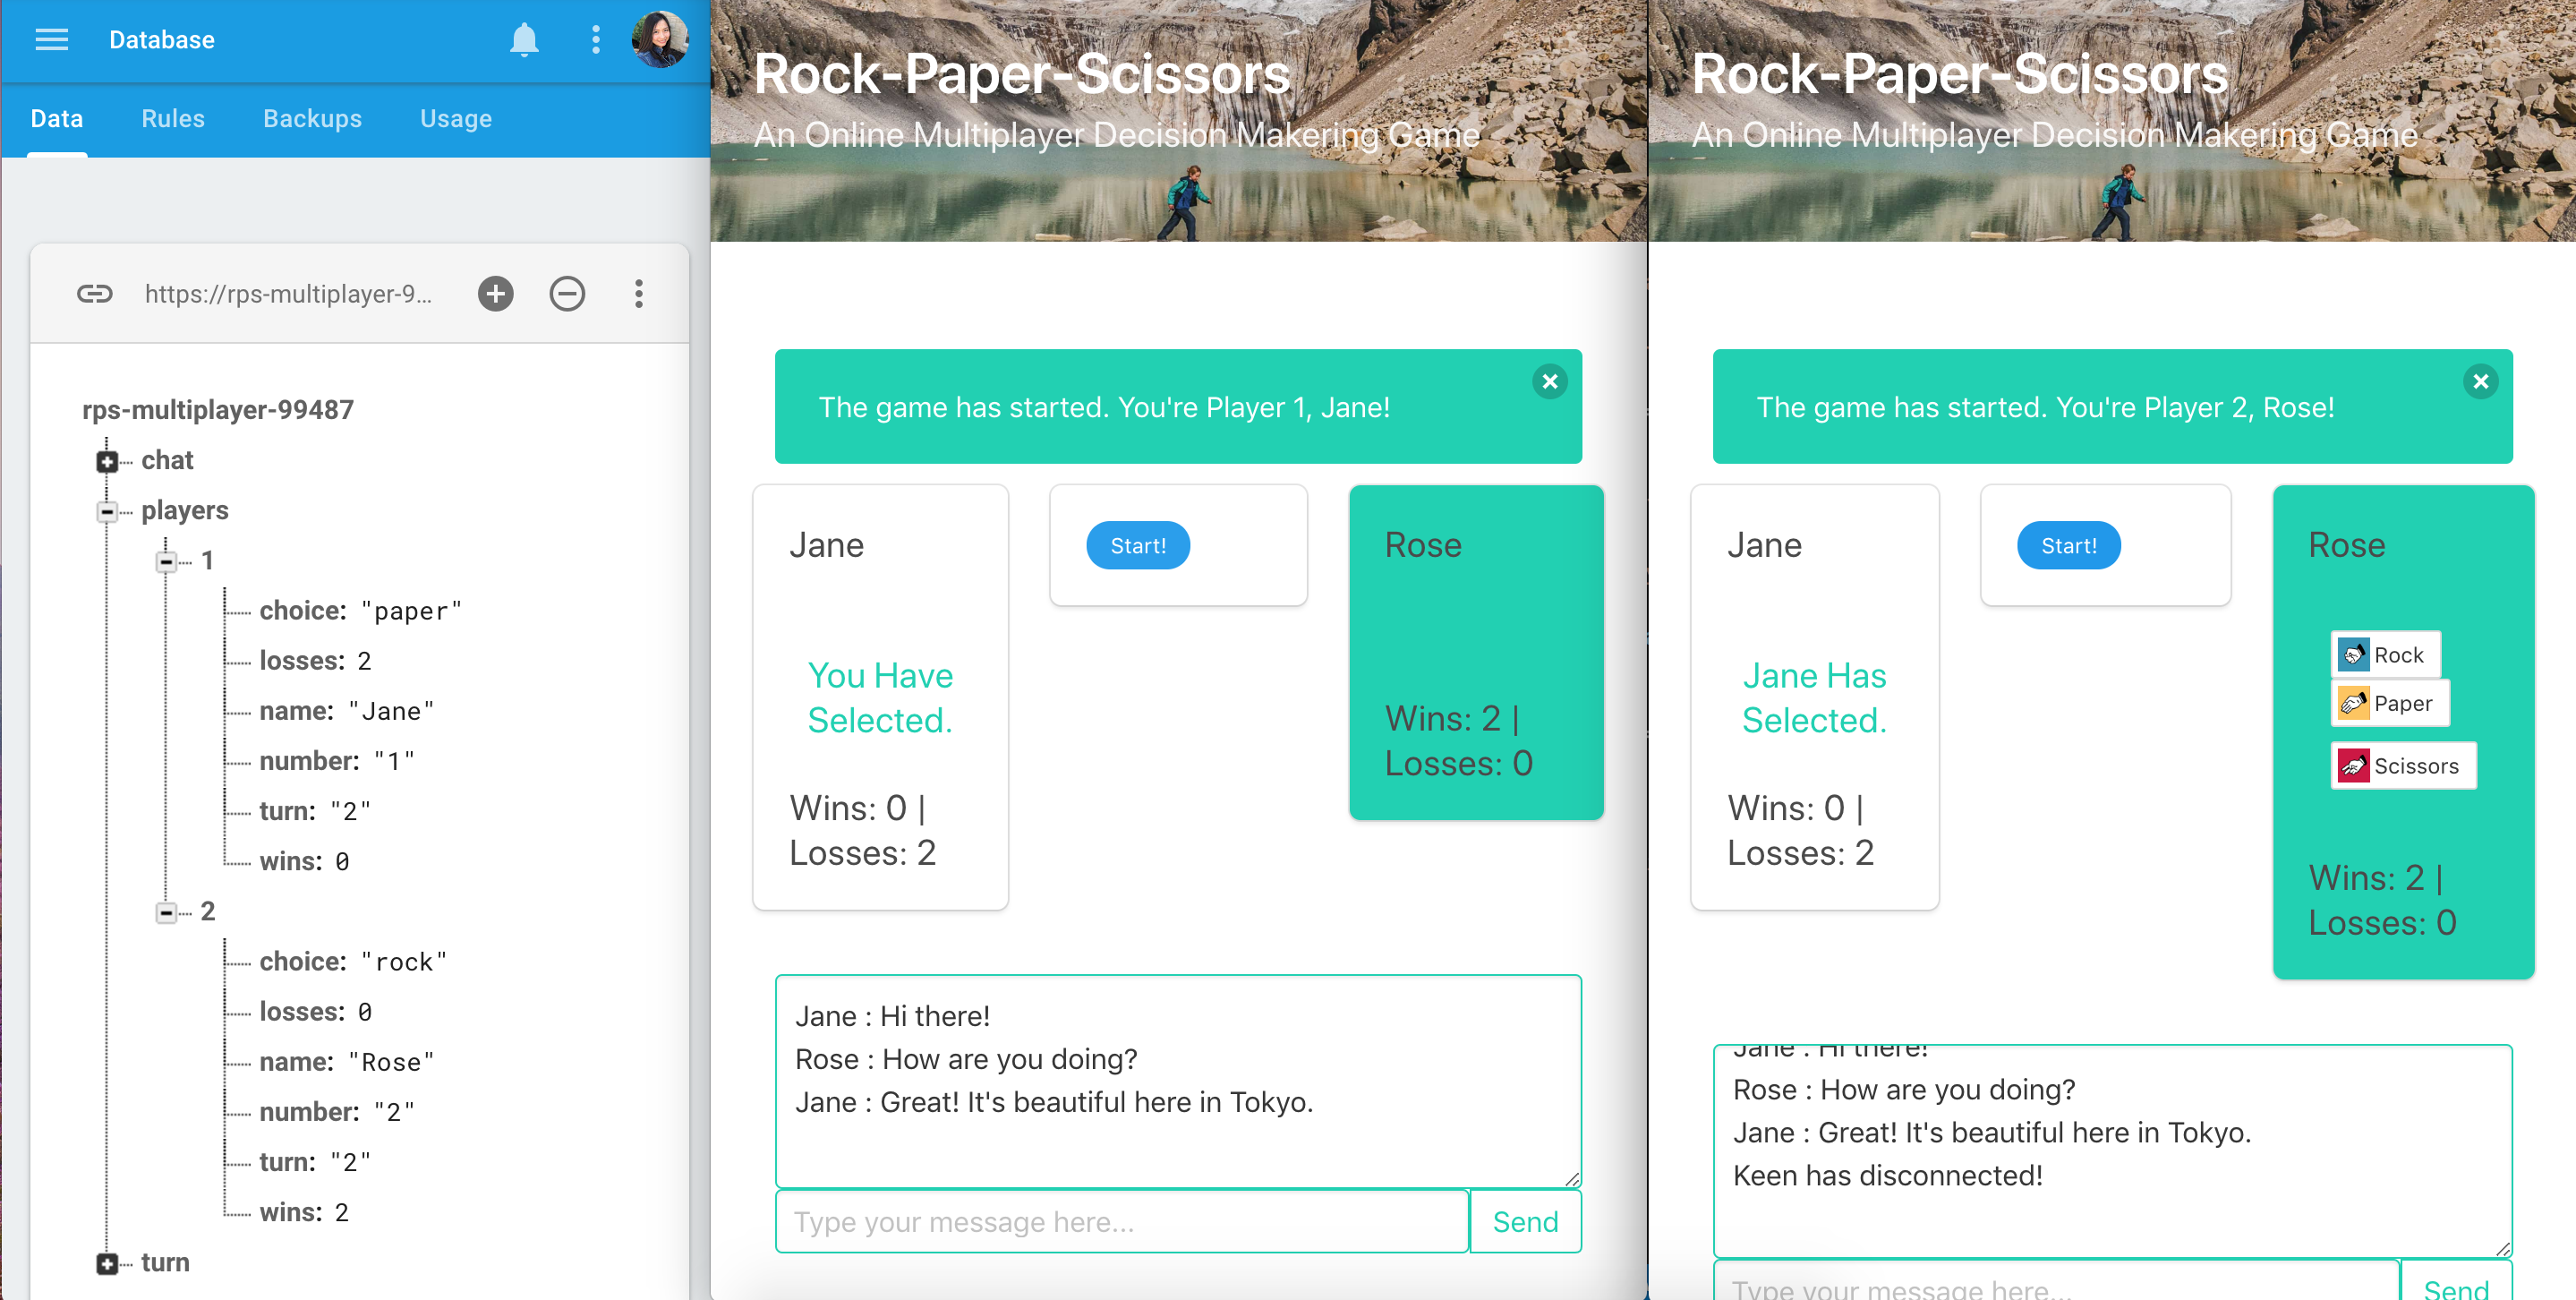 Database
Data Rules Backups Usage
https://rps-multiplayer-9...
rps-multiplayer-99487
chat
players
1
choice: "paper"
losses: 2
name: "Jane"
number: "1"
turn: "2"
wins: 0
2
choice: "rock"
losses: 0
name: "Rose"
number: "2"
turn: "2"
wins: 2
turn
Rock-Paper-Scissors
An Online Multiplayer Decision Makering Game
The game has started. You're Player 1, Jane!
Jane
You Have
Selected.
Wins: 0 |
Losses: 2
Start!
Rose
Wins: 2 |
Losses: 0
Jane : Hi there!
Rose : How are you doing?
Jane : Great! It's beautiful here in Tokyo.
Type your message here...
Send
Rock-Paper-Scissors
An Online Multiplayer Decision Makering Game
The game has started. You're Player 2, Rose!
Jane
Jane Has
Selected.
Wins: 0 |
Losses: 2
Start!
Rose
Rock
Paper
Scissors
Wins: 2 |
Losses: 0
Jane : Hi there!
Rose : How are you doing?
Jane : Great! It's beautiful here in Tokyo.
Keen has disconnected!
Type your message here...
Send